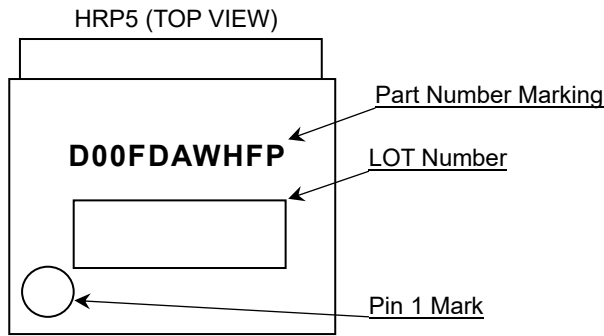 HRP5 (TOP VIEW)
Part Number Marking
D00FDAWHFP
LOT Number
Pin 1 Mark